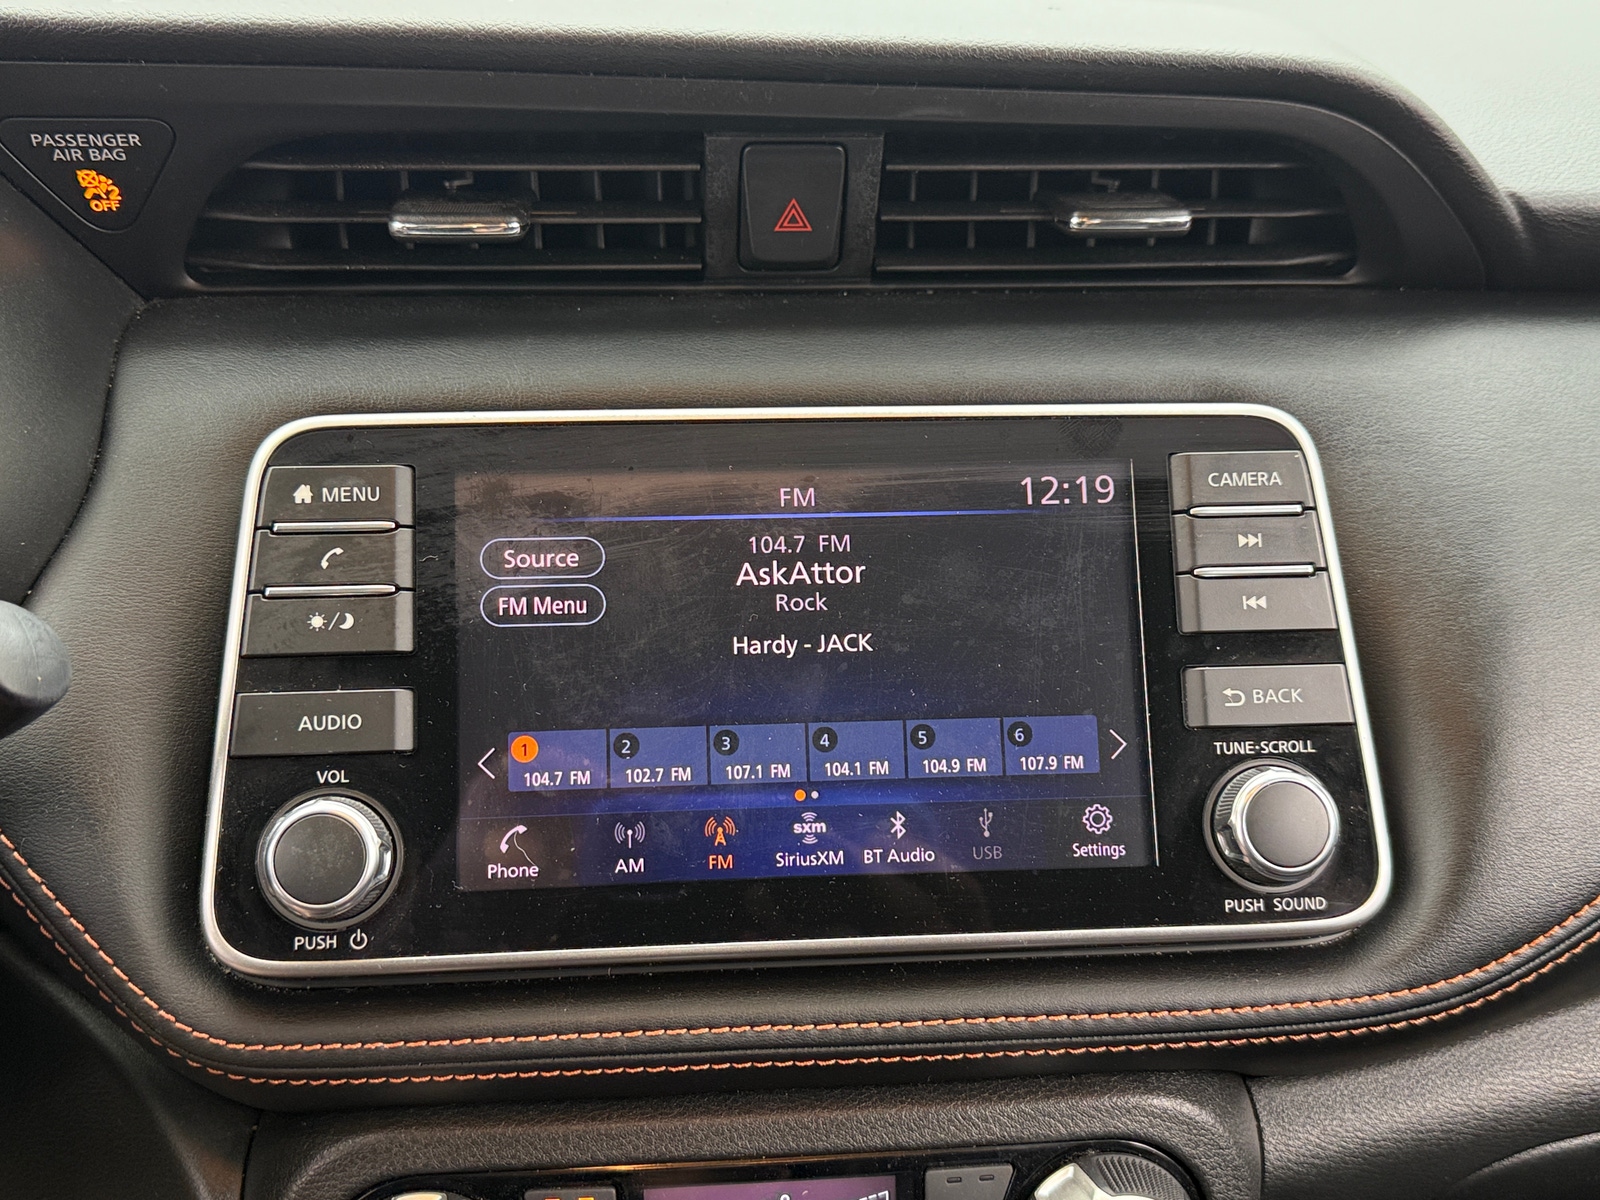 PASSENGER
AIR BAG
2
OFF
MENU
AUDIO
VOL
PUSH
FM
12:19
Source
FM Menu
104.7 FM
AskAttor
Rock
Hardy - JACK
1 104.7 FM
2 102.7 FM
3 107.1 FM
4 104.1 FM
5 104.9 FM
6 107.9 FM
Phone
AM
FM
sxm
SiriusXM
BT Audio
USB
Settings
CAMERA
BACK
TUNE·SCROLL
PUSH SOUND